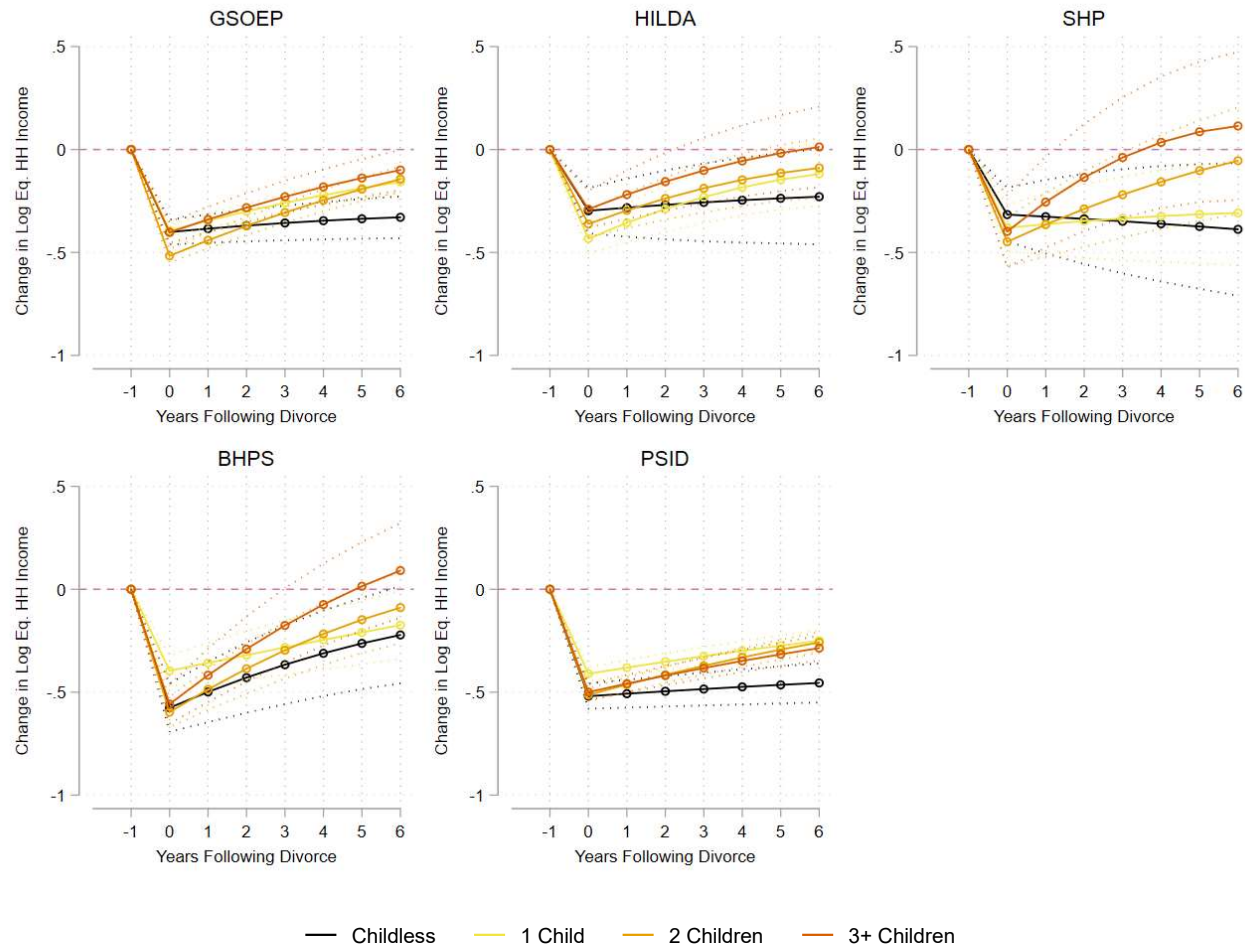 GSOEP
Change in Log Eq. HH Income
.5
0
-.5
-1
-1 0 1 2 3 4 5 6
Years Following Divorce
HILDA
Change in Log Eq. HH Income
.5
0
-.5
-1
-1 0 1 2 3 4 5 6
Years Following Divorce
SHP
Change in Log Eq. HH Income
.5
0
-.5
-1
-1 0 1 2 3 4 5 6
Years Following Divorce
BHPS
Change in Log Eq. HH Income
.5
0
-.5
-1
-1 0 1 2 3 4 5 6
Years Following Divorce
PSID
Change in Log Eq. HH Income
.5
0
-.5
-1
-1 0 1 2 3 4 5 6
Years Following Divorce
Childless 1 Child 2 Children 3+ Children